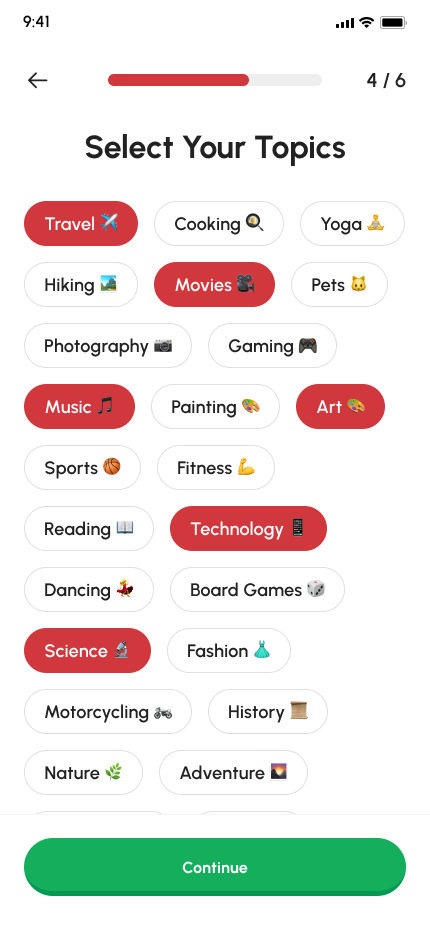 9:41
4 / 6
Select Your Topics
Travel ✈️ Cooking 🍳 Yoga 🧘
Hiking 🏞️ Movies 🎥 Pets 🐱
Photography 📷 Gaming 🎮
Music 🎵 Painting 🎨 Art 🎨
Sports 🏀 Fitness 💪
Reading 📖 Technology 📱
Dancing 💃 Board Games 🎲
Science 🔬 Fashion 👗
Motorcycling 🏍️ History 📜
Nature 🌿 Adventure 🌄
Continue